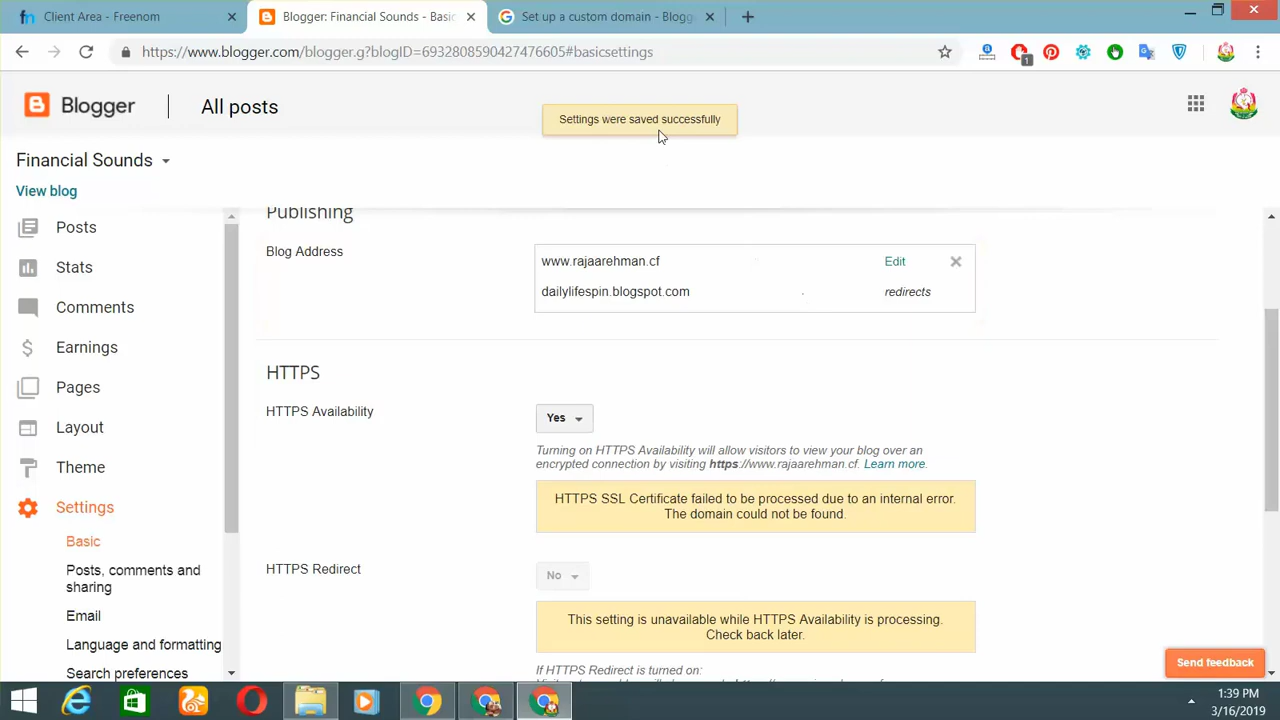 Client Area - Freenom
Blogger: Financial Sounds - Basic
Set up a custom domain - Blogg
https://www.blogger.com/blogger.g?blogID=6932808590427476605#basicsettings
1
Blogger
All posts
Settings were saved successfully
Financial Sounds
View blog
Posts
Stats
Comments
Earnings
Pages
Layout
Theme
Settings
Basic
Posts, comments and
sharing
Email
Language and formatting
Search preferences
Publishing
Blog Address
www.rajaarehman.cf
Edit
dailylifespin.blogspot.com
redirects
HTTPS
HTTPS Availability
Yes
Turning on HTTPS Availability will allow visitors to view your blog over an
encrypted connection by visiting https://www.rajaarehman.cf. Learn more.
HTTPS SSL Certificate failed to be processed due to an internal error.
The domain could not be found.
HTTPS Redirect
No
This setting is unavailable while HTTPS Availability is processing.
Check back later.
If HTTPS Redirect is turned on:
Send feedback
1:39 PM
3/16/2019